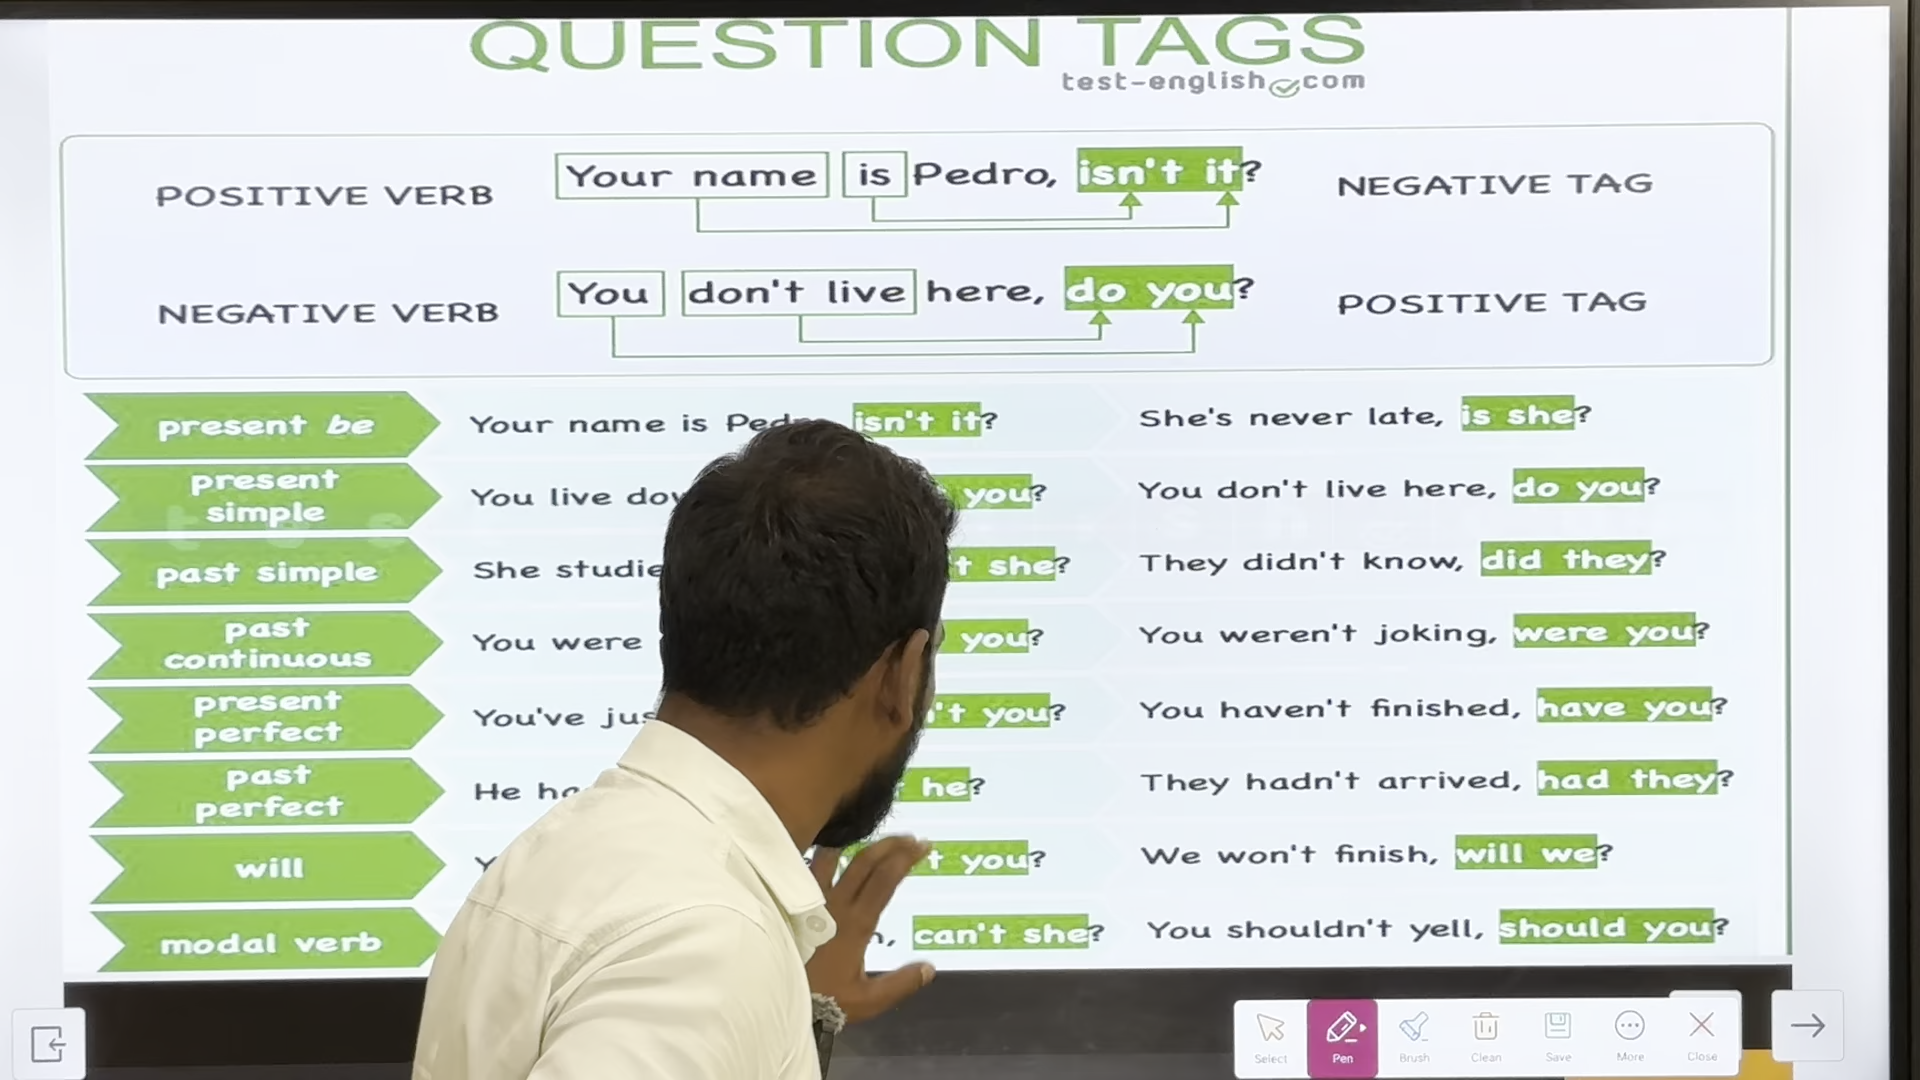 QUESTION TAGS
test-english.com
POSITIVE VERB Your name is Pedro, isn't it? NEGATIVE TAG
NEGATIVE VERB You don't live here, do you? POSITIVE TAG
present be Your name is isn't it? She's never late, is she?
present simple You live you? You don't live here, do you?
past simple She she? They didn't know, did they?
past continuous You were you? You weren't joking, were you?
present perfect You've you? You haven't finished, have you?
past perfect He he? They hadn't arrived, had they?
will you? We won't finish, will we?
modal verb can't she? You shouldn't yell, should you?
Select Pen Brush Clean Save More Close